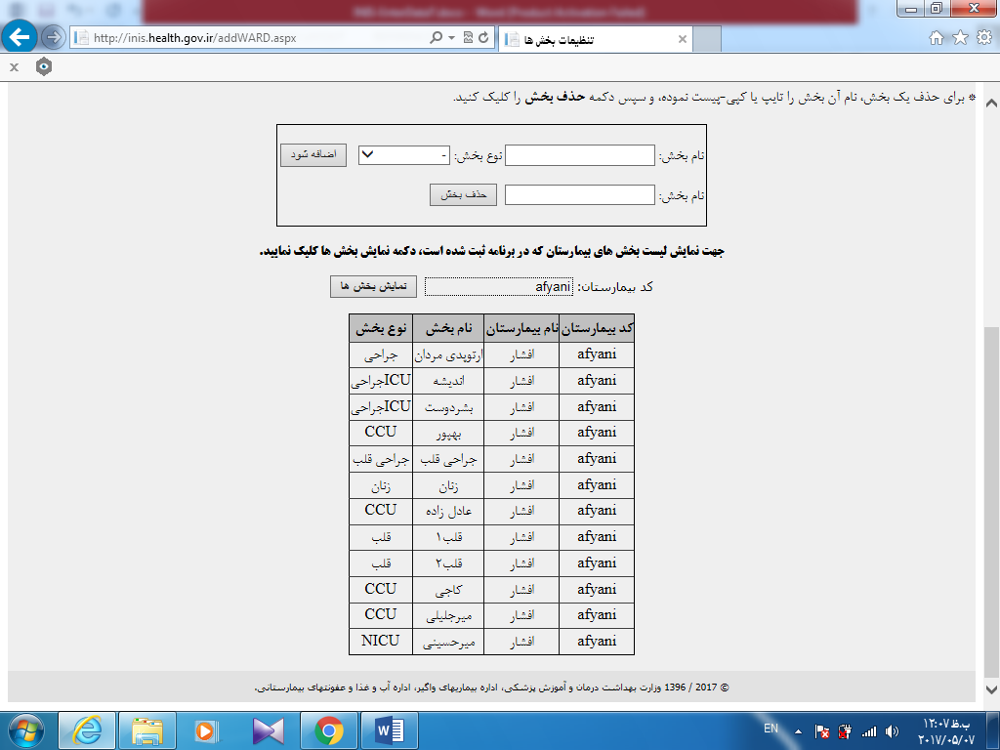 INIS-EnterData7.docx - Word (Product Activation Failed)
http://inis.health.gov.ir/addWARD.aspx
تنظیمات بخش ها
x
* برای حذف یک بخش، نام آن بخش را تایپ یا کپی-پیست نموده، و سپس دکمه حذف بخش را کلیک کنید.
نام بخش: نوع بخش: - اضافه شود
نام بخش: حذف بخش
جهت نمایش لیست بخش های بیمارستان که در برنامه ثبت شده است، دکمه نمایش بخش ها کلیک نمایید.
کد بیمارستان: afyani نمایش بخش ها
کد بیمارستان نام بیمارستان نام بخش نوع بخش
afyani افشار ارتوپدی مردان جراحی
afyani افشار اندیشه ICUجراحی
afyani افشار بشردوست ICUجراحی
afyani افشار بهپور CCU
afyani افشار جراحی قلب جراحی قلب
afyani افشار زنان زنان
afyani افشار عادل زاده CCU
afyani افشار قلب۱ قلب
afyani افشار قلب۲ قلب
afyani افشار کاجی CCU
afyani افشار میرجلیلی CCU
afyani افشار میرحسینی NICU
© 2017 / 1396 وزارت بهداشت درمان و آموزش پزشکی، اداره بیماریهای واگیر، اداره آب و غذا و عفونتهای بیمارستانی.
EN
ب.ظ ۱۲:۰۷
۲۰۱۷/۰۵/۰۷